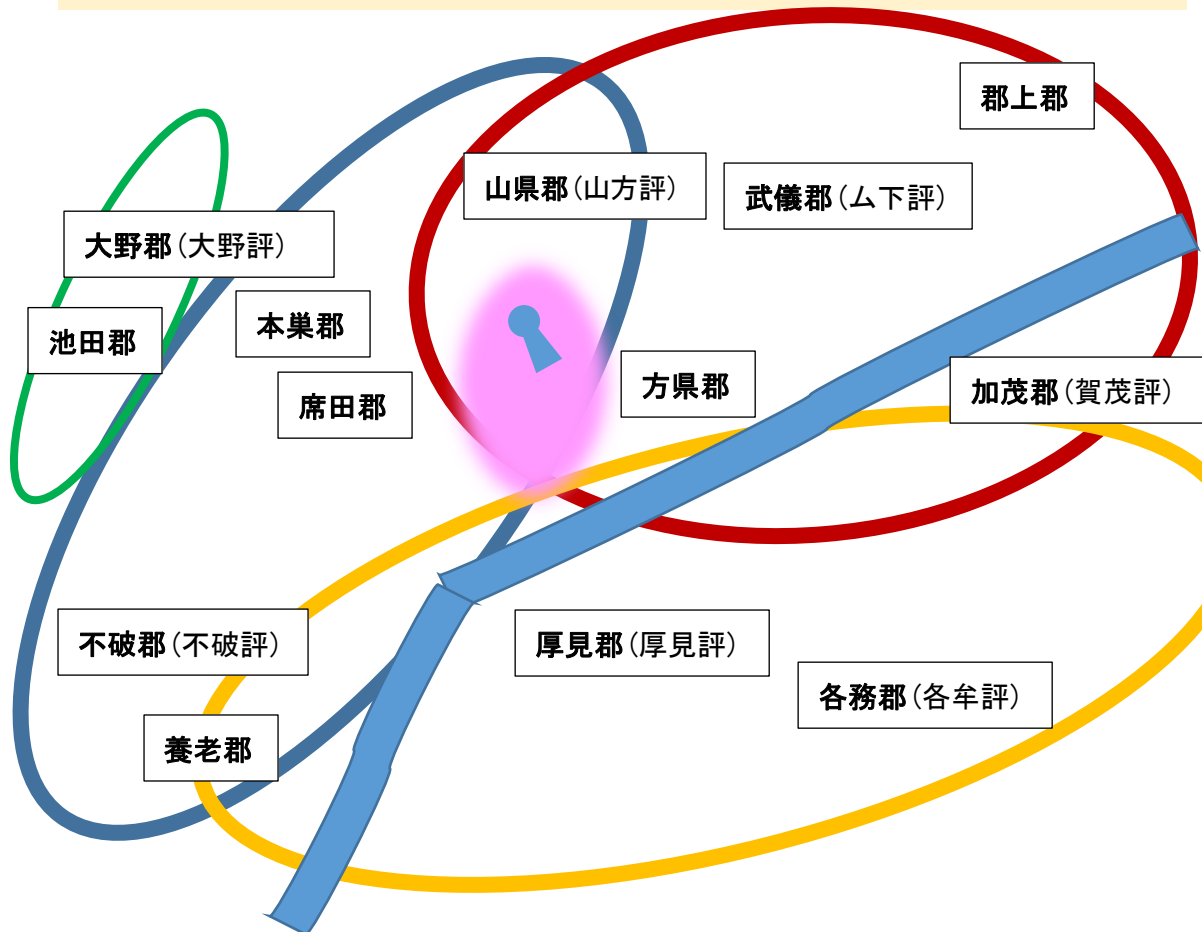 郡上郡
山県郡（山方評）
武儀郡（ム下評）
大野郡（大野評）
本巣郡
池田郡
席田郡
方県郡
加茂郡（賀茂評）
不破郡（不破評）
厚見郡（厚見評）
各務郡（各牟評）
養老郡